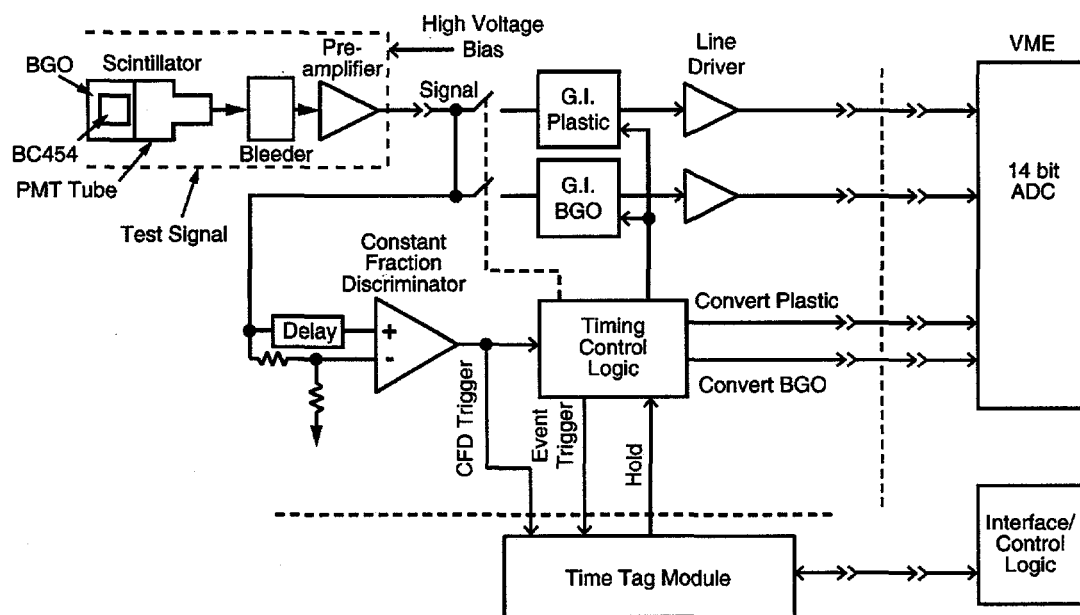 High Voltage
Bias
Line
Driver
VME
BGO
Scintillator
Pre-
amplifier
Signal
G.I.
Plastic
BC454
Bleeder
PMT Tube
G.I.
BGO
14 bit
ADC
Test Signal
Constant
Fraction
Discriminator
Delay
+
-
Timing
Control
Logic
Convert Plastic
Convert BGO
CFD Trigger
Event
Trigger
Hold
Time Tag Module
Interface/
Control
Logic